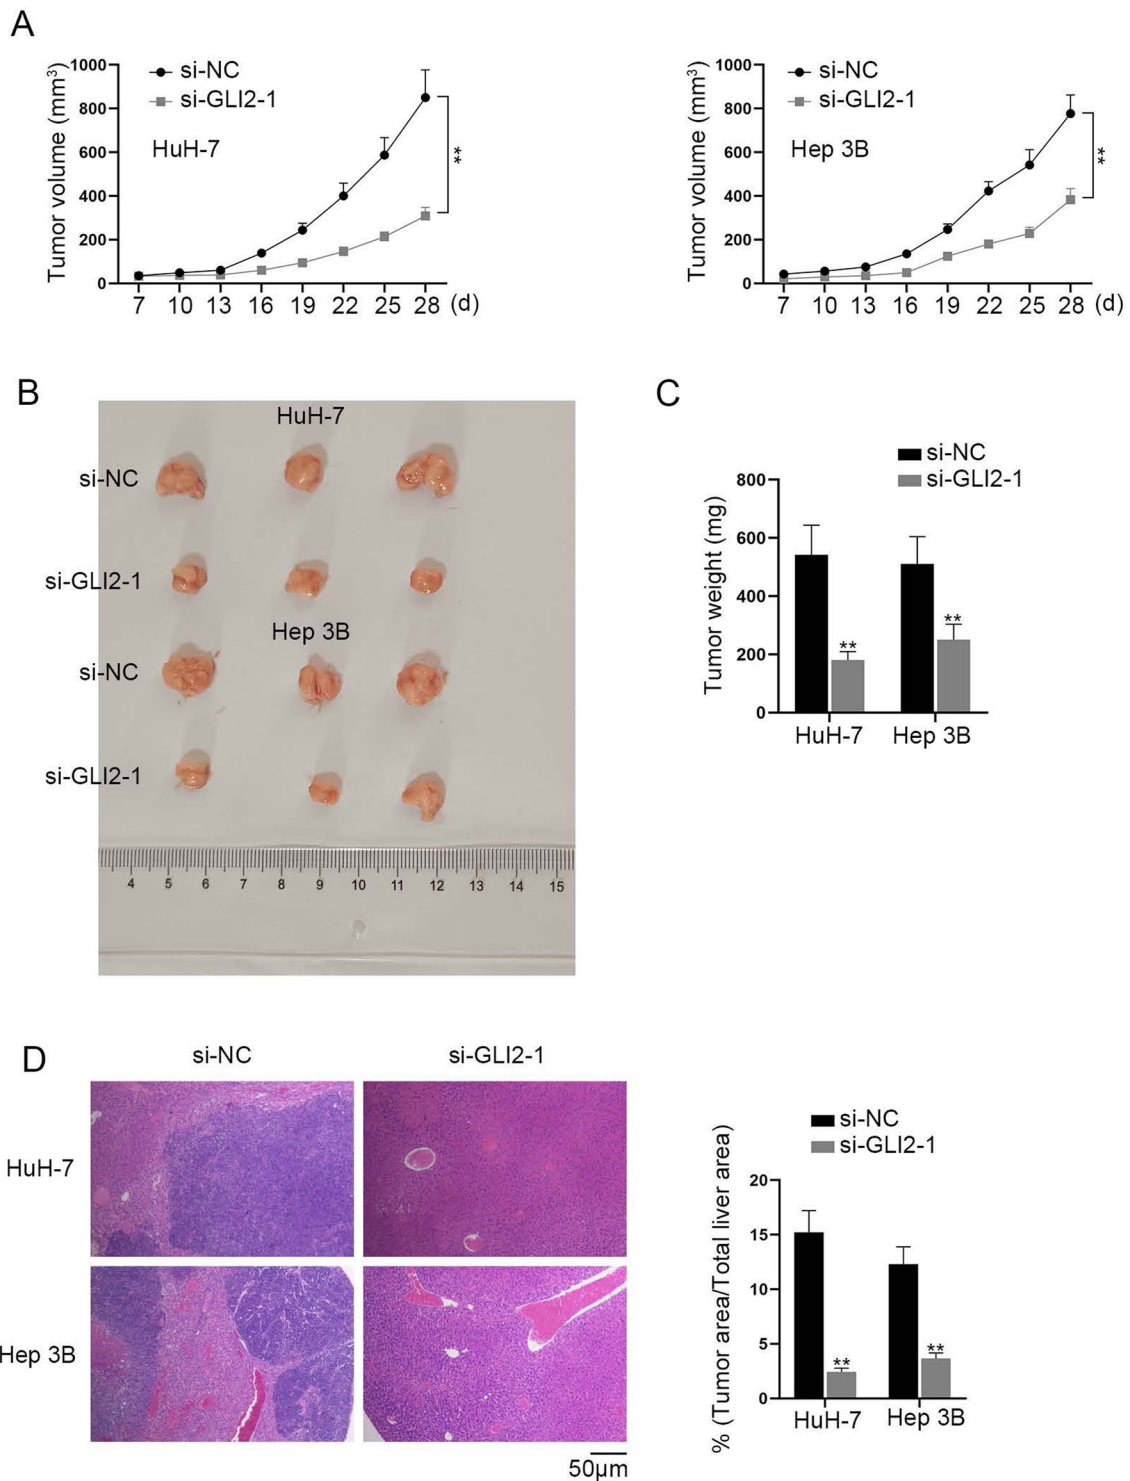 A
Tumor volume (mm³)
1000
800
600
400
200
0
si-NC
si-GLI2-1
HuH-7
**
7 10 13 16 19 22 25 28 (d)
Tumor volume (mm³)
1000
800
600
400
200
0
si-NC
si-GLI2-1
Hep 3B
**
7 10 13 16 19 22 25 28 (d)
B
HuH-7
si-NC
si-GLI2-1
Hep 3B
si-NC
si-GLI2-1
4 5 6 7 8 9 10 11 12 13 14 15
C
si-NC
si-GLI2-1
Tumor weight (mg)
800
600
400
200
0
**
**
HuH-7 Hep 3B
D
si-NC si-GLI2-1
HuH-7
Hep 3B
50μm
si-NC
si-GLI2-1
% (Tumor area/Total liver area)
20
15
10
5
0
**
**
HuH-7 Hep 3B